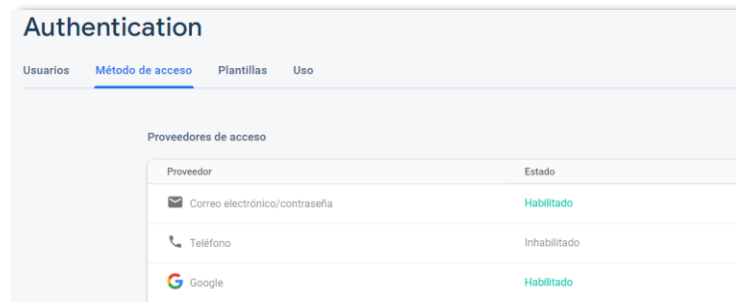 Authentication
Usuarios Método de acceso Plantillas Uso
Proveedores de acceso
Proveedor Estado
Correo electrónico/contraseña Habilitado
Teléfono Inhabilitado
Google Habilitado